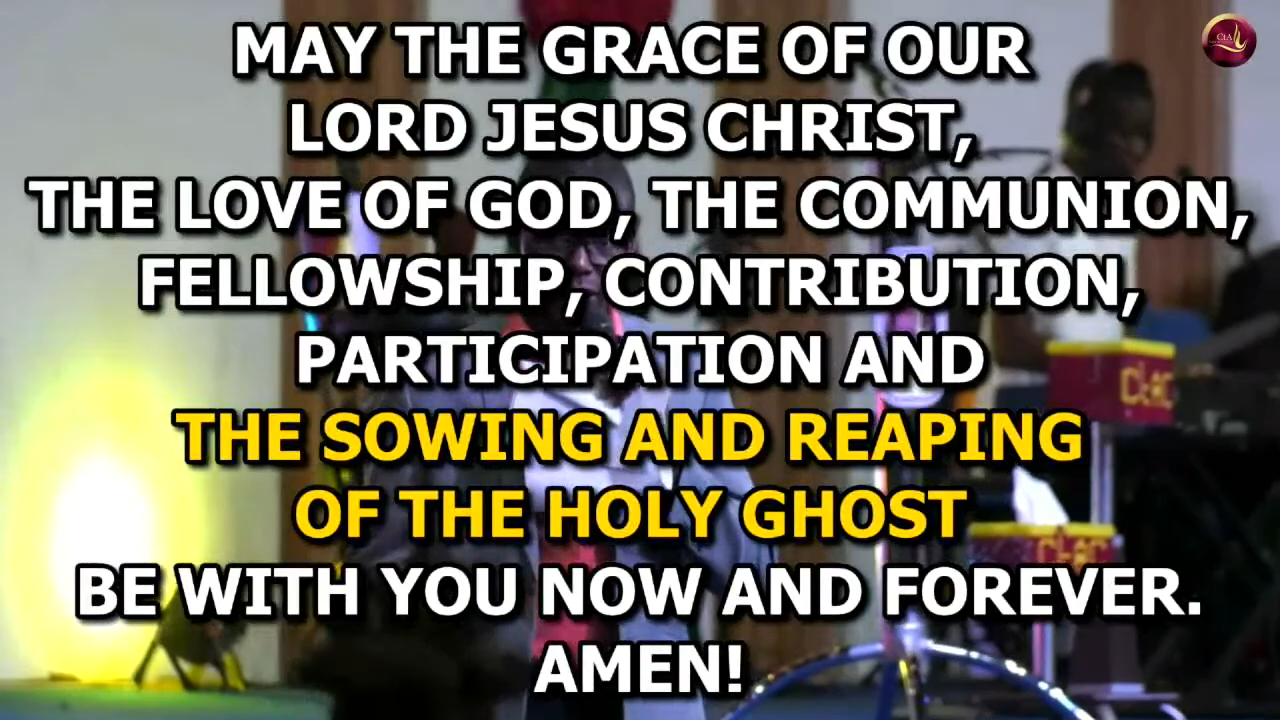 MAY THE GRACE OF OUR
LORD JESUS CHRIST,
THE LOVE OF GOD, THE COMMUNION,
FELLOWSHIP, CONTRIBUTION,
PARTICIPATION AND
THE SOWING AND REAPING
OF THE HOLY GHOST
BE WITH YOU NOW AND FOREVER.
AMEN!